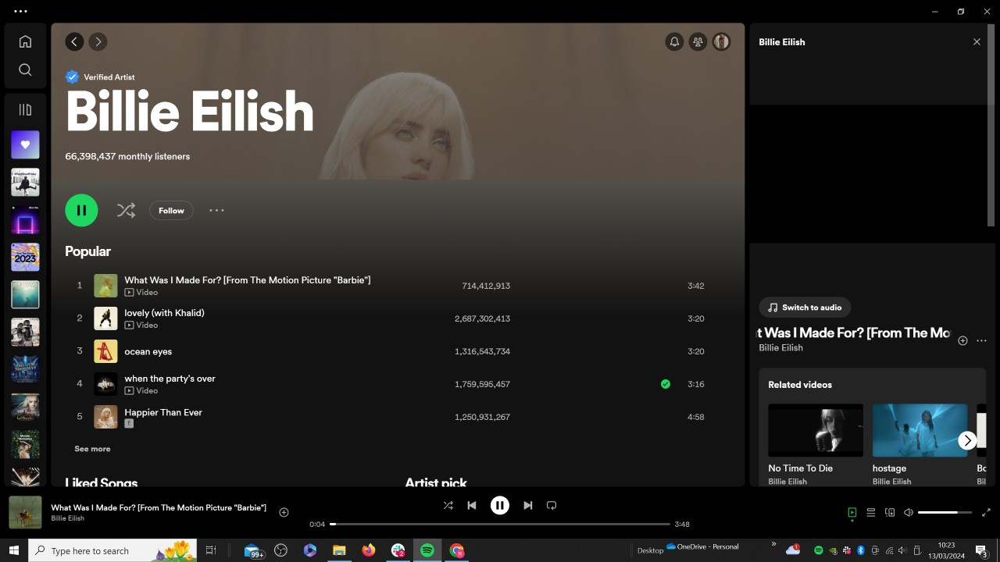 Billie Eilish
Verified Artist
Billie Eilish
66,398,437 monthly listeners
Follow
Popular
1
What Was I Made For? [From The Motion Picture "Barbie"]
Video
714,412,913
3:42
2
lovely (with Khalid)
Video
2,687,302,413
3:20
3
ocean eyes
1,316,543,734
3:20
4
when the party's over
Video
1,759,595,457
3:16
5
Happier Than Ever
E
1,250,931,267
4:58
See more
Liked Songs
Artist pick
Switch to audio
t Was I Made For? [From The Mo
Billie Eilish
Related videos
No Time To Die
Billie Eilish
hostage
Billie Eilish
2023
What Was I Made For? [From The Motion Picture "Barbie"]
Billie Eilish
0:04
3:48
Type here to search
99+
Desktop
OneDrive - Personal
10:23
13/03/2024
3